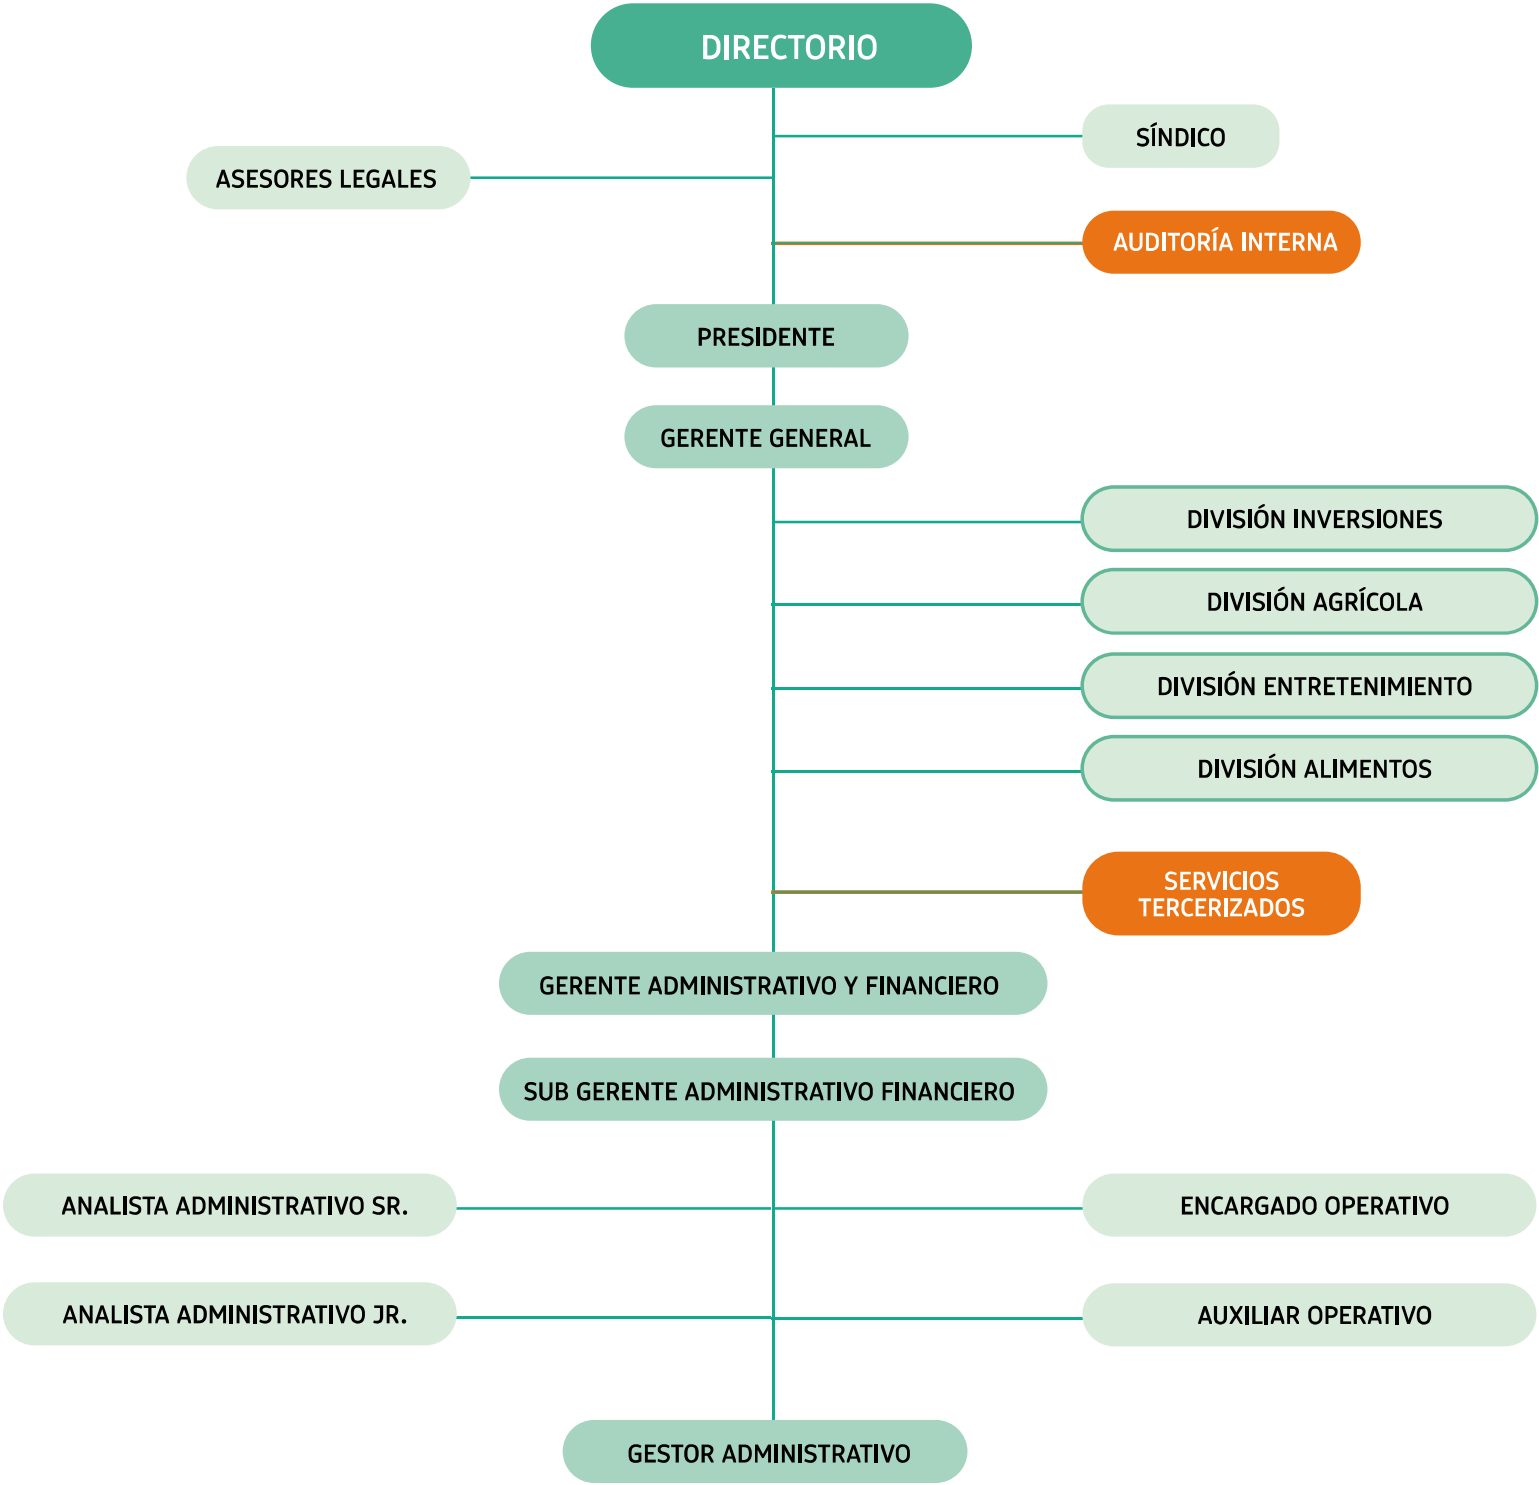 DIRECTORIO
SÍNDICO
ASESORES LEGALES
AUDITORÍA INTERNA
PRESIDENTE
GERENTE GENERAL
DIVISIÓN INVERSIONES
DIVISIÓN AGRÍCOLA
DIVISIÓN ENTRETENIMIENTO
DIVISIÓN ALIMENTOS
SERVICIOS
TERCERIZADOS
GERENTE ADMINISTRATIVO Y FINANCIERO
SUB GERENTE ADMINISTRATIVO FINANCIERO
ANALISTA ADMINISTRATIVO SR.
ENCARGADO OPERATIVO
ANALISTA ADMINISTRATIVO JR.
AUXILIAR OPERATIVO
GESTOR ADMINISTRATIVO